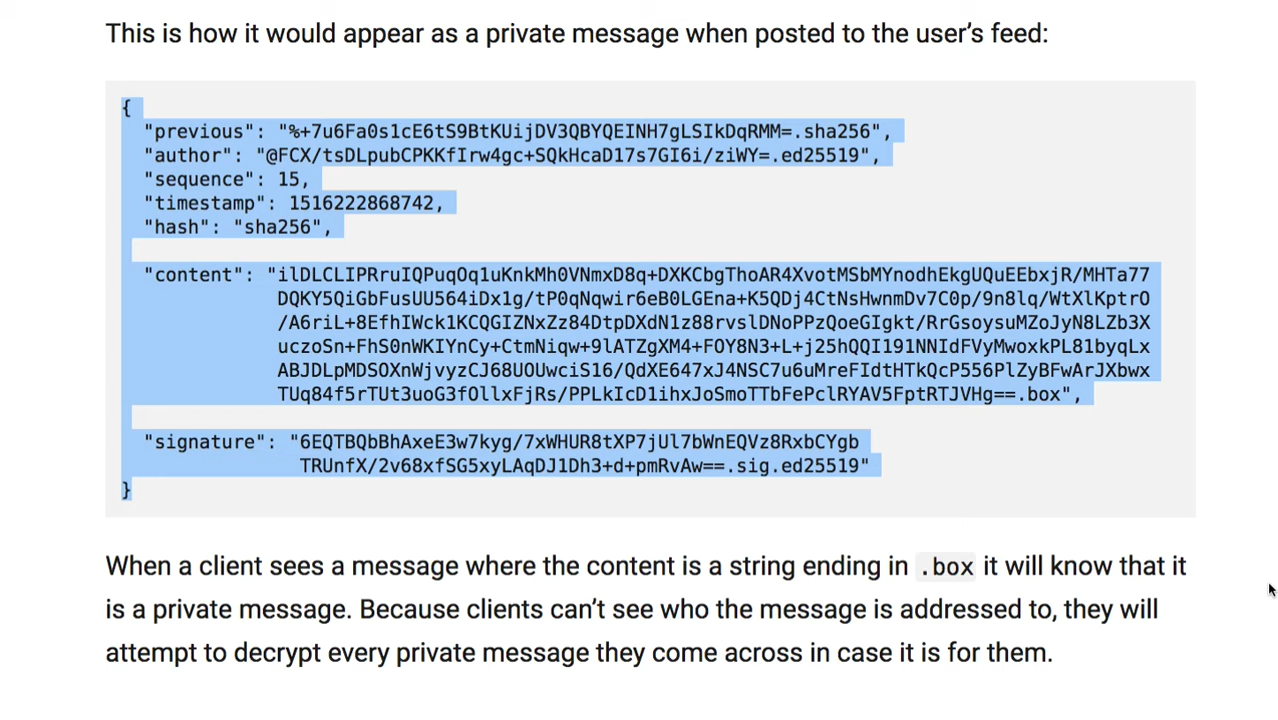 This is how it would appear as a private message when posted to the user’s feed:
{
"previous": "%+7u6Fa0s1cE6tS9BtKUijDV3QBYQEINH7gLSIkDqRMM=.sha256",
"author": "@FCX/tsDLpubCPKKfIrw4gc+SQkHcaD17s7GI6i/ziWY=.ed25519",
"sequence": 15,
"timestamp": 1516222868742,
"hash": "sha256",
"content": "ilDLCLIPRruIQPuqOq1uKnkMh0VNmxD8q+DXKCbgThoAR4XvotMSbMYnodhEkgUQuEEbxjR/MHTa77
DQKY5QiGbFusUU564iDx1g/tP0qNqwir6eB0LGEna+K5QDj4CtNsHwnmDv7C0p/9n8lq/WtXlKptrO
/A6riL+8EfhIWck1KCQGIZNxZz84DtpDXdN1z88rvslDNoPPzQoeGIgkt/RrGsoysuMZoJyN8LZb3X
uczoSn+FhS0nWKIYnCy+CtmNiqw+9lATZgXM4+FOY8N3+L+j25hQQI191NNIdFVyMwoxkPL81byqLx
ABJDLpMDSOXnWjvyzCJ68UOUwciS16/QdXE647xJ4NSC7u6uMreFIdtHTkQcP556PlZyBFwArJXbwx
TUq84f5rTUt3uoG3fOllxFjRs/PPLkIcD1ihxJoSmoTTbFePclRYAV5FptRTJVHg==.box",
"signature": "6EQTBQbBhAxeE3w7kyg/7xWHUR8tXP7jUl7bWnEQVz8RxbCYgb
TRUnfX/2v68xfSG5xyLAqDJ1Dh3+d+pmRvAw==.sig.ed25519"
}
When a client sees a message where the content is a string ending in .box it will know that it
is a private message. Because clients can’t see who the message is addressed to, they will
attempt to decrypt every private message they come across in case it is for them.